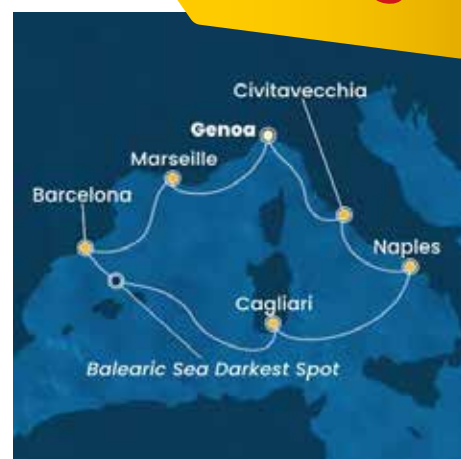 Civitavecchia
Genoa
Marseille
Barcelona
Naples
Cagliari
Balearic Sea Darkest Spot